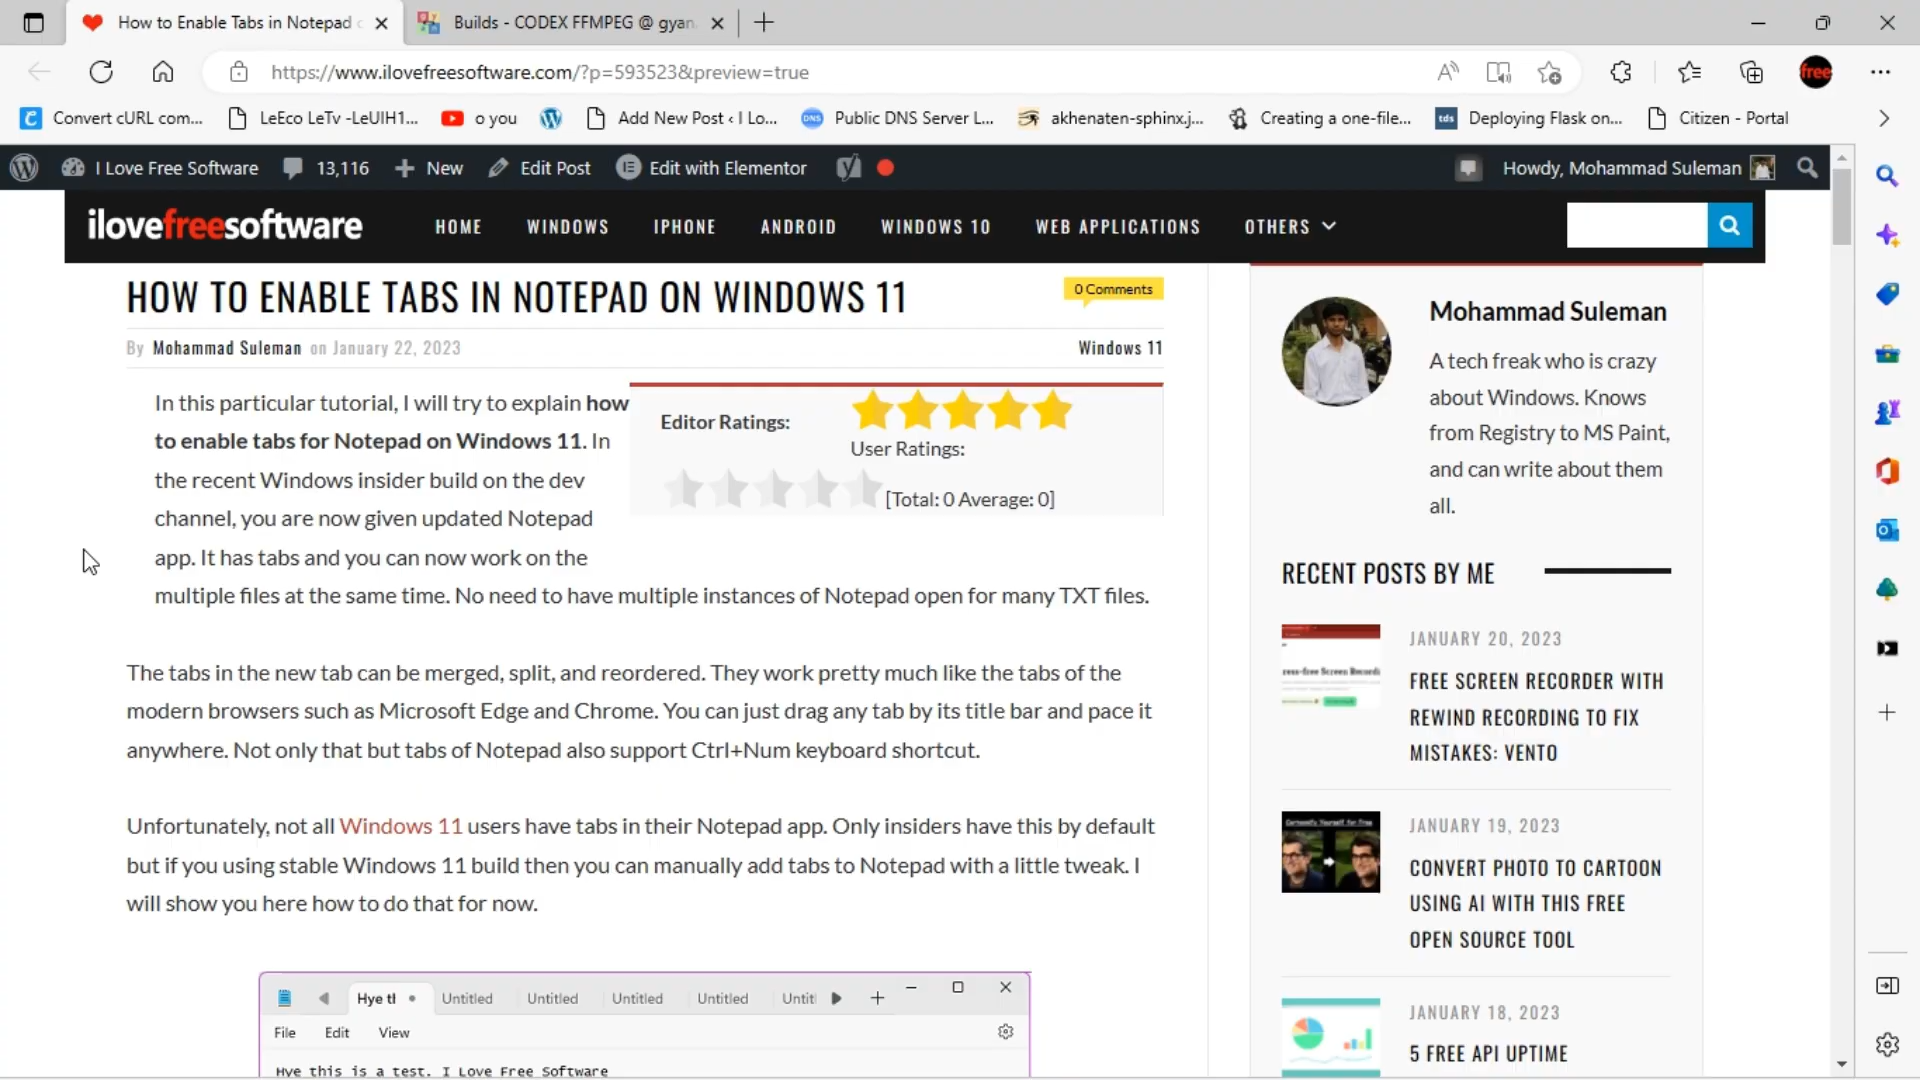 How to Enable Tabs in Notepad
Builds - CODEX FFMPEG @ gyan.
https://www.ilovefreesoftware.com/?p=593523&preview=true
free
Convert cURL com...
LeEco LeTv -LeUIH1...
o you
Add New Post ‹ I Lo...
DNS
Public DNS Server L...
akhenaten-sphinx.j...
Creating a one-file...
tds
Deploying Flask on...
Citizen - Portal
I Love Free Software
13,116
New
Edit Post
Edit with Elementor
Howdy, Mohammad Suleman
ilovefreesoftware
HOME
WINDOWS
IPHONE
ANDROID
WINDOWS 10
WEB APPLICATIONS
OTHERS
HOW TO ENABLE TABS IN NOTEPAD ON WINDOWS 11
0 Comments
By Mohammad Suleman on January 22, 2023
Windows 11
In this particular tutorial, I will try to explain how
to enable tabs for Notepad on Windows 11. In
the recent Windows insider build on the dev
channel, you are now given updated Notepad
app. It has tabs and you can now work on the
multiple files at the same time. No need to have multiple instances of Notepad open for many TXT files.
Editor Ratings:
User Ratings:
[Total: 0 Average: 0]
The tabs in the new tab can be merged, split, and reordered. They work pretty much like the tabs of the
modern browsers such as Microsoft Edge and Chrome. You can just drag any tab by its title bar and pace it
anywhere. Not only that but tabs of Notepad also support Ctrl+Num keyboard shortcut.
Unfortunately, not all Windows 11 users have tabs in their Notepad app. Only insiders have this by default
but if you using stable Windows 11 build then you can manually add tabs to Notepad with a little tweak. I
will show you here how to do that for now.
Hye tl
Untitled
Untitled
Untitled
Untitled
Untitl
File
Edit
View
Hye this is a test. I Love Free Software
Mohammad Suleman
A tech freak who is crazy
about Windows. Knows
from Registry to MS Paint,
and can write about them
all.
RECENT POSTS BY ME
JANUARY 20, 2023
FREE SCREEN RECORDER WITH
REWIND RECORDING TO FIX
MISTAKES: VENTO
Cartoonify Yourself for Free
JANUARY 19, 2023
CONVERT PHOTO TO CARTOON
USING AI WITH THIS FREE
OPEN SOURCE TOOL
JANUARY 18, 2023
5 FREE API UPTIME